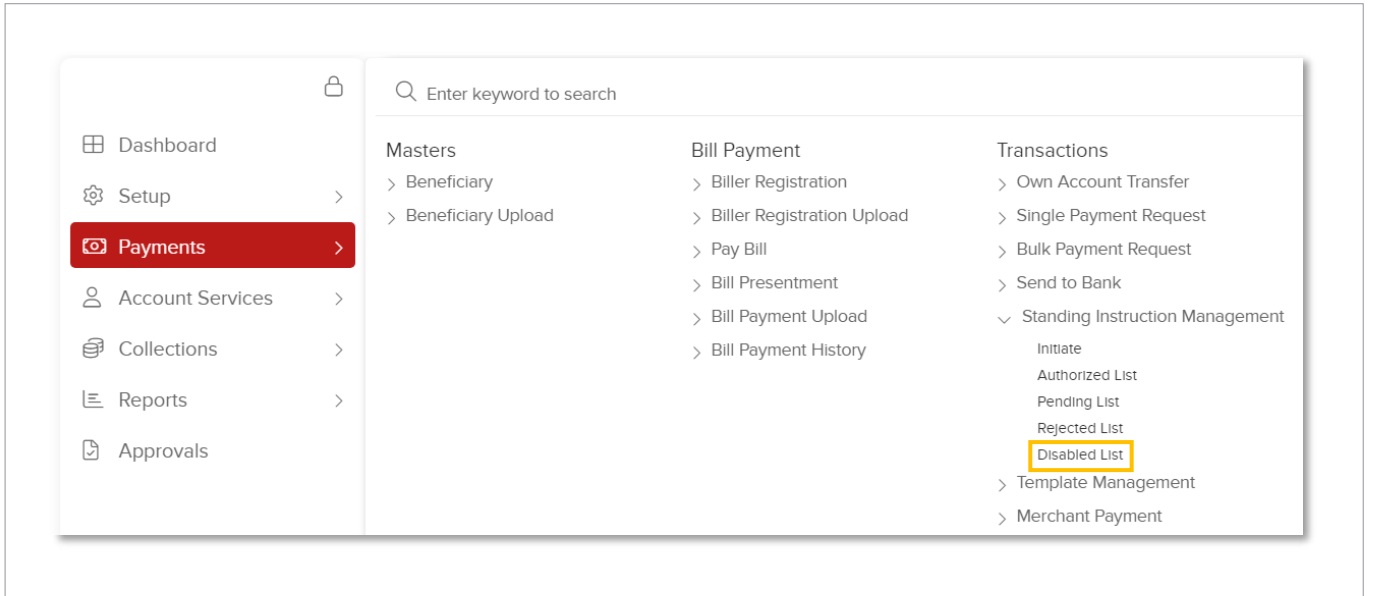 Enter keyword to search
Dashboard
Setup
Payments
Account Services
Collections
Reports
Approvals
Masters
Beneficiary
Beneficiary Upload
Bill Payment
Biller Registration
Biller Registration Upload
Pay Bill
Bill Presentment
Bill Payment Upload
Bill Payment History
Transactions
Own Account Transfer
Single Payment Request
Bulk Payment Request
Send to Bank
Standing Instruction Management
Initiate
Authorized List
Pending List
Rejected List
Disabled List
Template Management
Merchant Payment